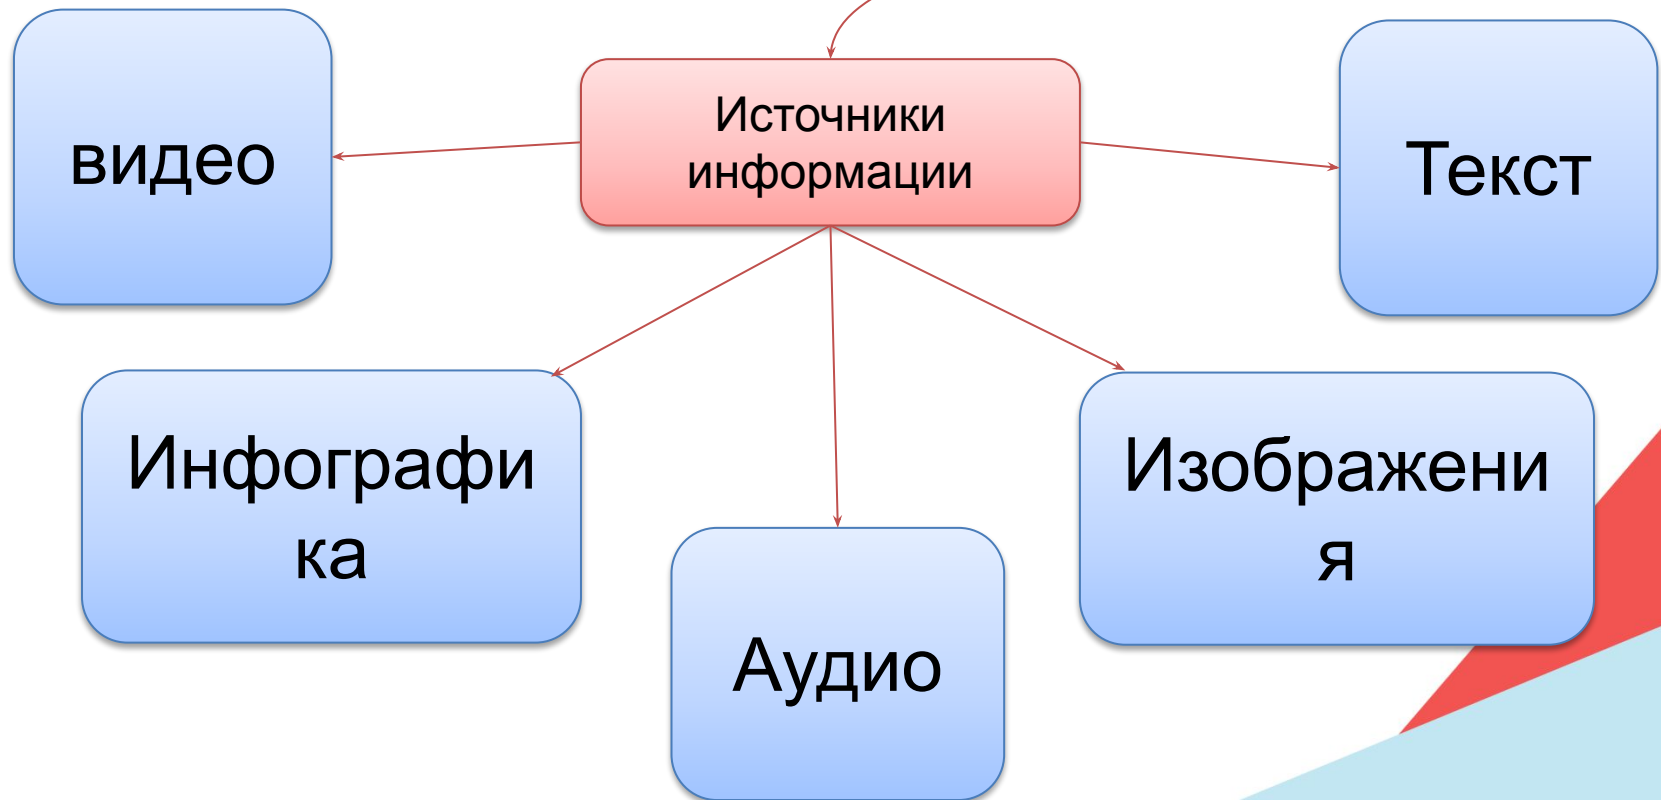 видео
Источники
информации
Текст
Инфографи
ка
Аудио
Изображени
я